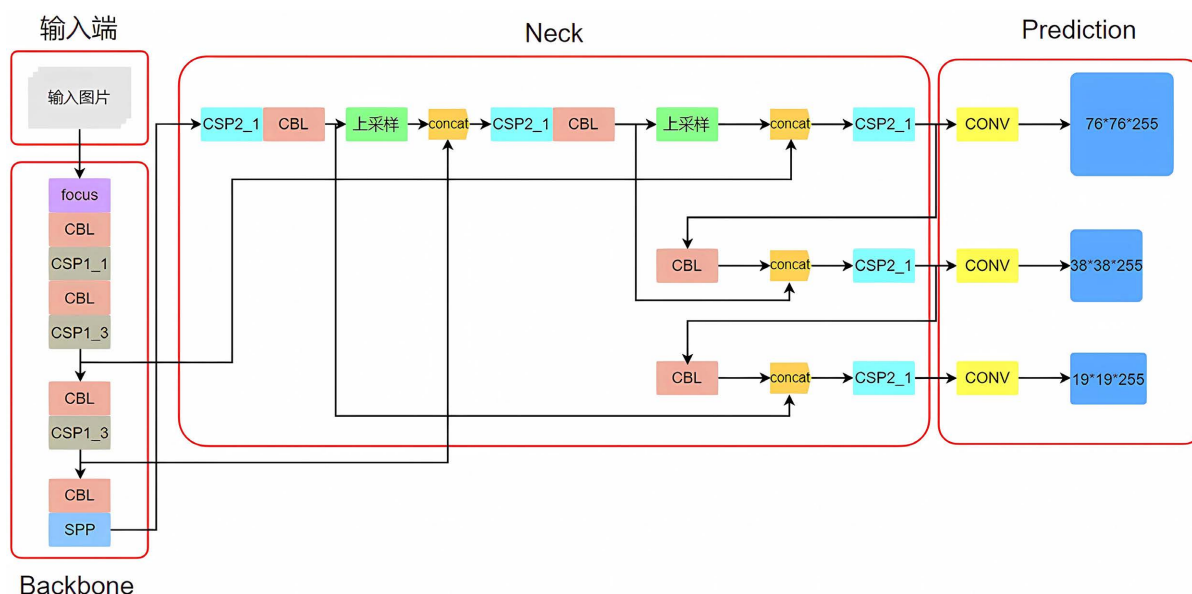 输入端
输入图片
focus
CBL
CSP1_1
CBL
CSP1_3
CBL
CSP1_3
CBL
SPP
Backbone
Neck
CSP2_1
CBL
上采样
concat
CSP2_1
CBL
上采样
concat
CSP2_1
CBL
concat
CSP2_1
CBL
concat
CSP2_1
Prediction
CONV
76*76*255
CONV
38*38*255
CONV
19*19*255